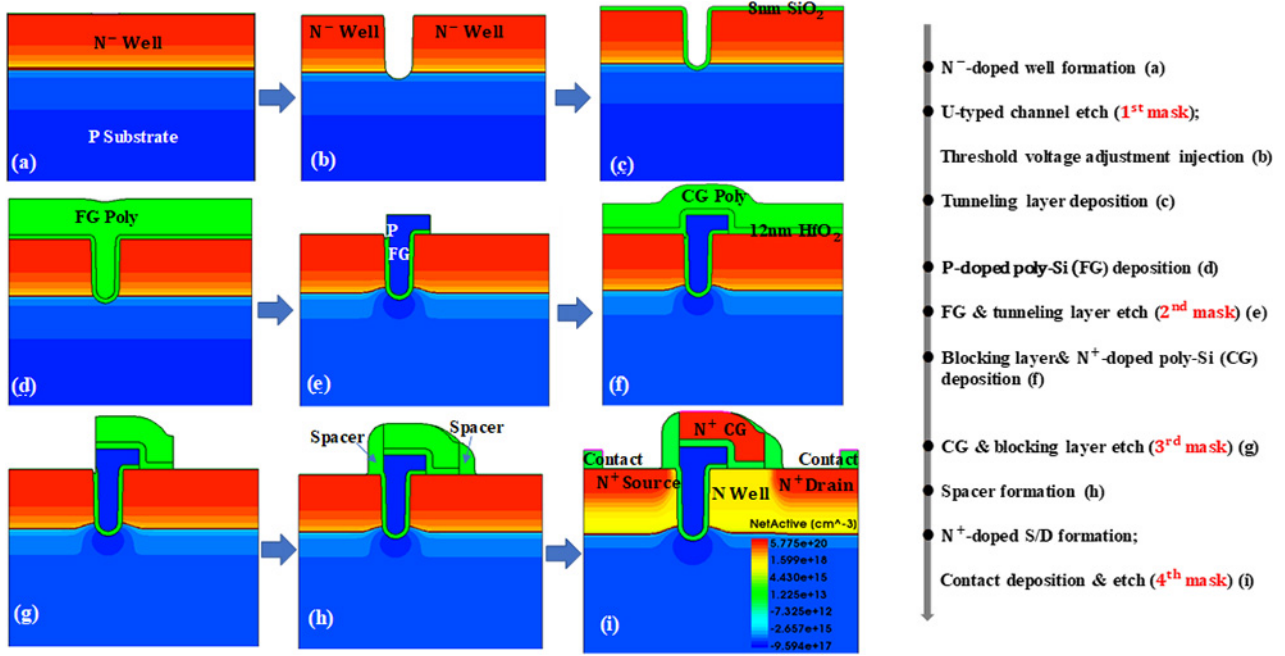 N⁻ Well
P Substrate
(a)
N⁻ Well
N⁻ Well
(b)
8nm SiO₂
(c)
FG Poly
(d)
P
FG
(e)
CG Poly
12nm HfO₂
(f)
(g)
Spacer
Spacer
(h)
N⁺ CG
Contact
Contact
N⁺ Source
N Well
N⁺ Drain
NetActive (cm^-3)
5.775e+20
1.599e+18
4.430e+15
1.225e+13
-7.325e+12
-2.657e+15
-9.594e+17
(i)
N⁻-doped well formation (a)
U-typed channel etch (1ˢᵗ mask);
Threshold voltage adjustment injection (b)
Tunneling layer deposition (c)
P-doped poly-Si (FG) deposition (d)
FG & tunneling layer etch (2ⁿᵈ mask) (e)
Blocking layer& N⁺-doped poly-Si (CG)
deposition (f)
CG & blocking layer etch (3ʳᵈ mask) (g)
Spacer formation (h)
N⁺-doped S/D formation;
Contact deposition & etch (4ᵗʰ mask) (i)